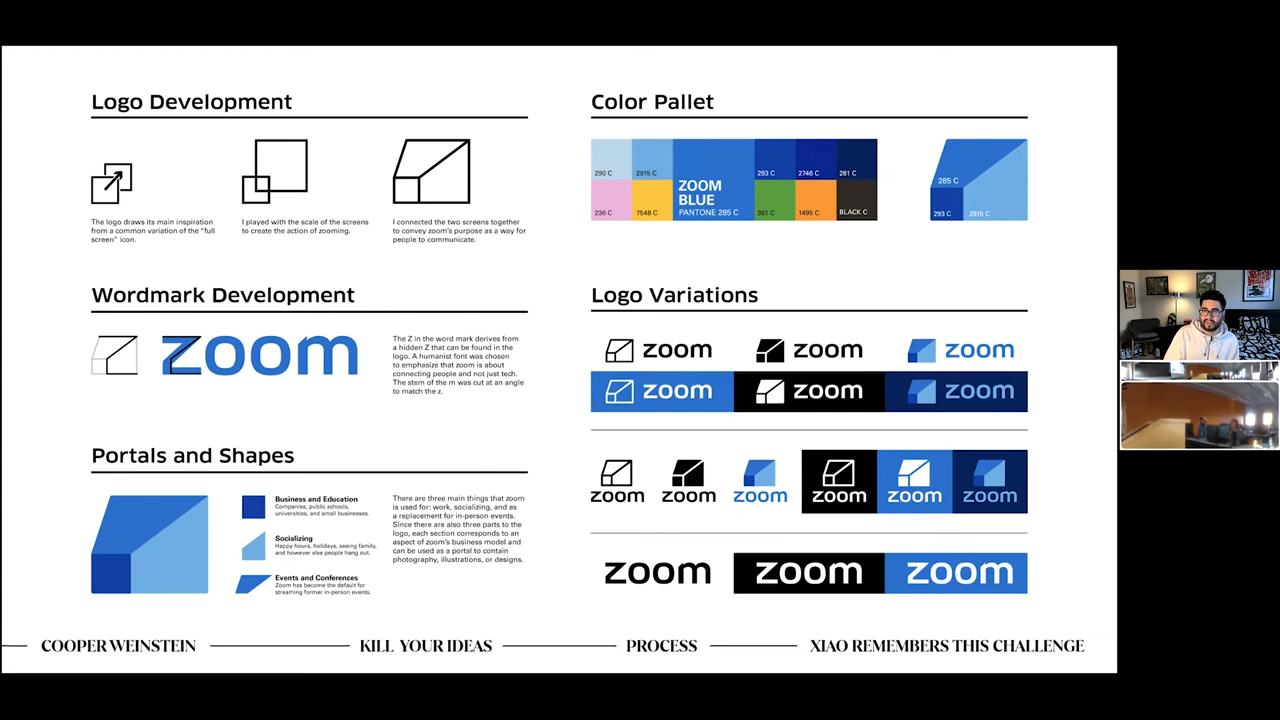 Logo Development
The logo draws its main inspiration
from a common variation of the "full
screen" icon.
I played with the scale of the screens
to create the action of zooming.
I connected the two screens together
to convey zoom's purpose as a way for
people to communicate.
Wordmark Development
zoom
The Z in the word mark derives from
a hidden Z that can be found in the
logo. A humanist font was chosen
to emphasize that zoom is about
connecting people and not just tech.
The stem of the m was cut at an angle
to match the z.
Portals and Shapes
Business and Education
Companies, public schools,
universities, and small businesses.
Socializing
Happy hours, holidays, seeing family,
and however else people hang out.
Events and Conferences
Zoom has become the default for
streaming former in-person events.
There are three main things that zoom
is used for: work, socializing, and as
a replacement for in-person events.
Since there are also three parts to the
logo, each section corresponds to an
aspect of zoom's business model and
can be used as a portal to contain
photography, illustrations, or designs.
Color Pallet
290 C
2915 C
ZOOM
BLUE
PANTONE 285 C
293 C
2746 C
281 C
236 C
7548 C
361 C
1495 C
BLACK C
285 C
293 C
2915 C
Logo Variations
zoom zoom zoom
zoom zoom zoom
zoom zoom zoom zoom zoom zoom
zoom zoom zoom
COOPER WEINSTEIN
KILL YOUR IDEAS
PROCESS
XIAO REMEMBERS THIS CHALLENGE